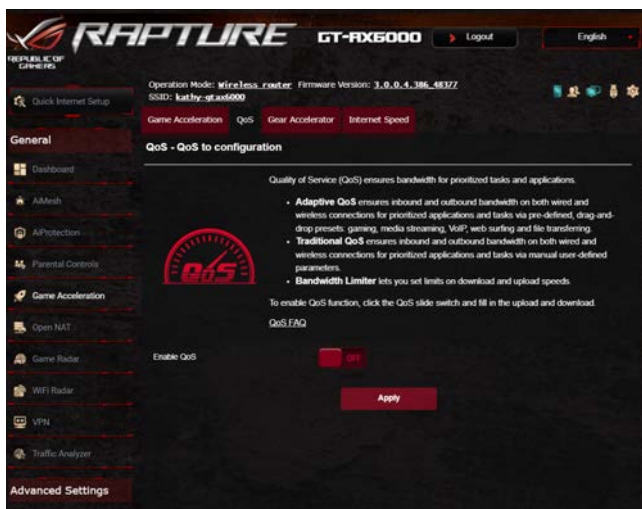 REPUBLIC OF
GAMERS
RAPTURE
GT-AX6000
Logout
English
Quick Internet Setup
General
Dashboard
AiMesh
AiProtection
Parental Controls
Game Acceleration
Open NAT
Game Radar
WiFi Radar
VPN
Traffic Analyzer
Advanced Settings
Operation Mode: Wireless router Firmware Version: 3.0.0.4.386_48377
SSID: kathy-gtax6000
Game Acceleration QoS Gear Accelerator Internet Speed
QoS - QoS to configuration
Quality of Service (QoS) ensures bandwidth for prioritized tasks and applications.
• Adaptive QoS ensures inbound and outbound bandwidth on both wired and
wireless connections for prioritized applications and tasks via pre-defined, drag-and-
drop presets: gaming, media streaming, VoIP, web surfing and file transferring.
• Traditional QoS ensures inbound and outbound bandwidth on both wired and
wireless connections for prioritized applications and tasks via manual user-defined
parameters.
• Bandwidth Limiter lets you set limits on download and upload speeds.
To enable QoS function, click the QoS slide switch and fill in the upload and download.
QoS FAQ
QoS
Enable QoS
OFF
Apply